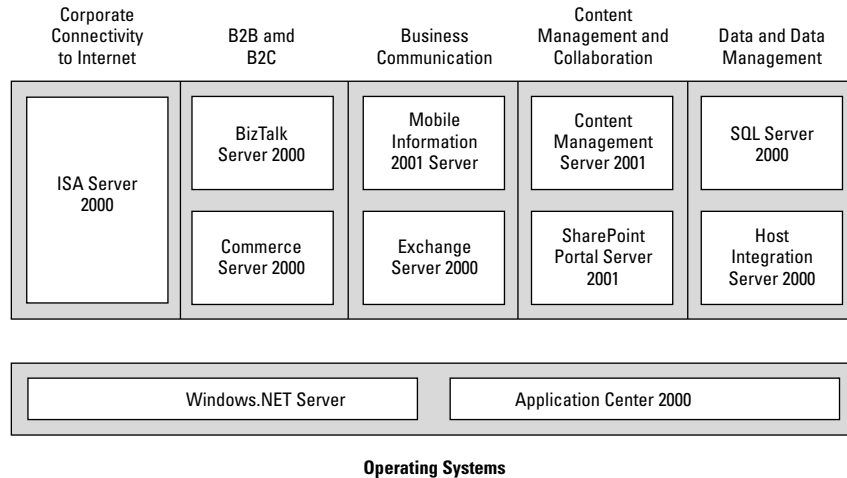 Corporate
Connectivity
to Internet
B2B amd
B2C
Business
Communication
Content
Management and
Collaboration
Data and Data
Management
ISA Server
2000
BizTalk
Server 2000
Commerce
Server 2000
Mobile
Information
2001 Server
Exchange
Server 2000
Content
Management
Server 2001
SharePoint
Portal Server
2001
SQL Server
2000
Host
Integration
Server 2000
Windows.NET Server
Application Center 2000
Operating Systems